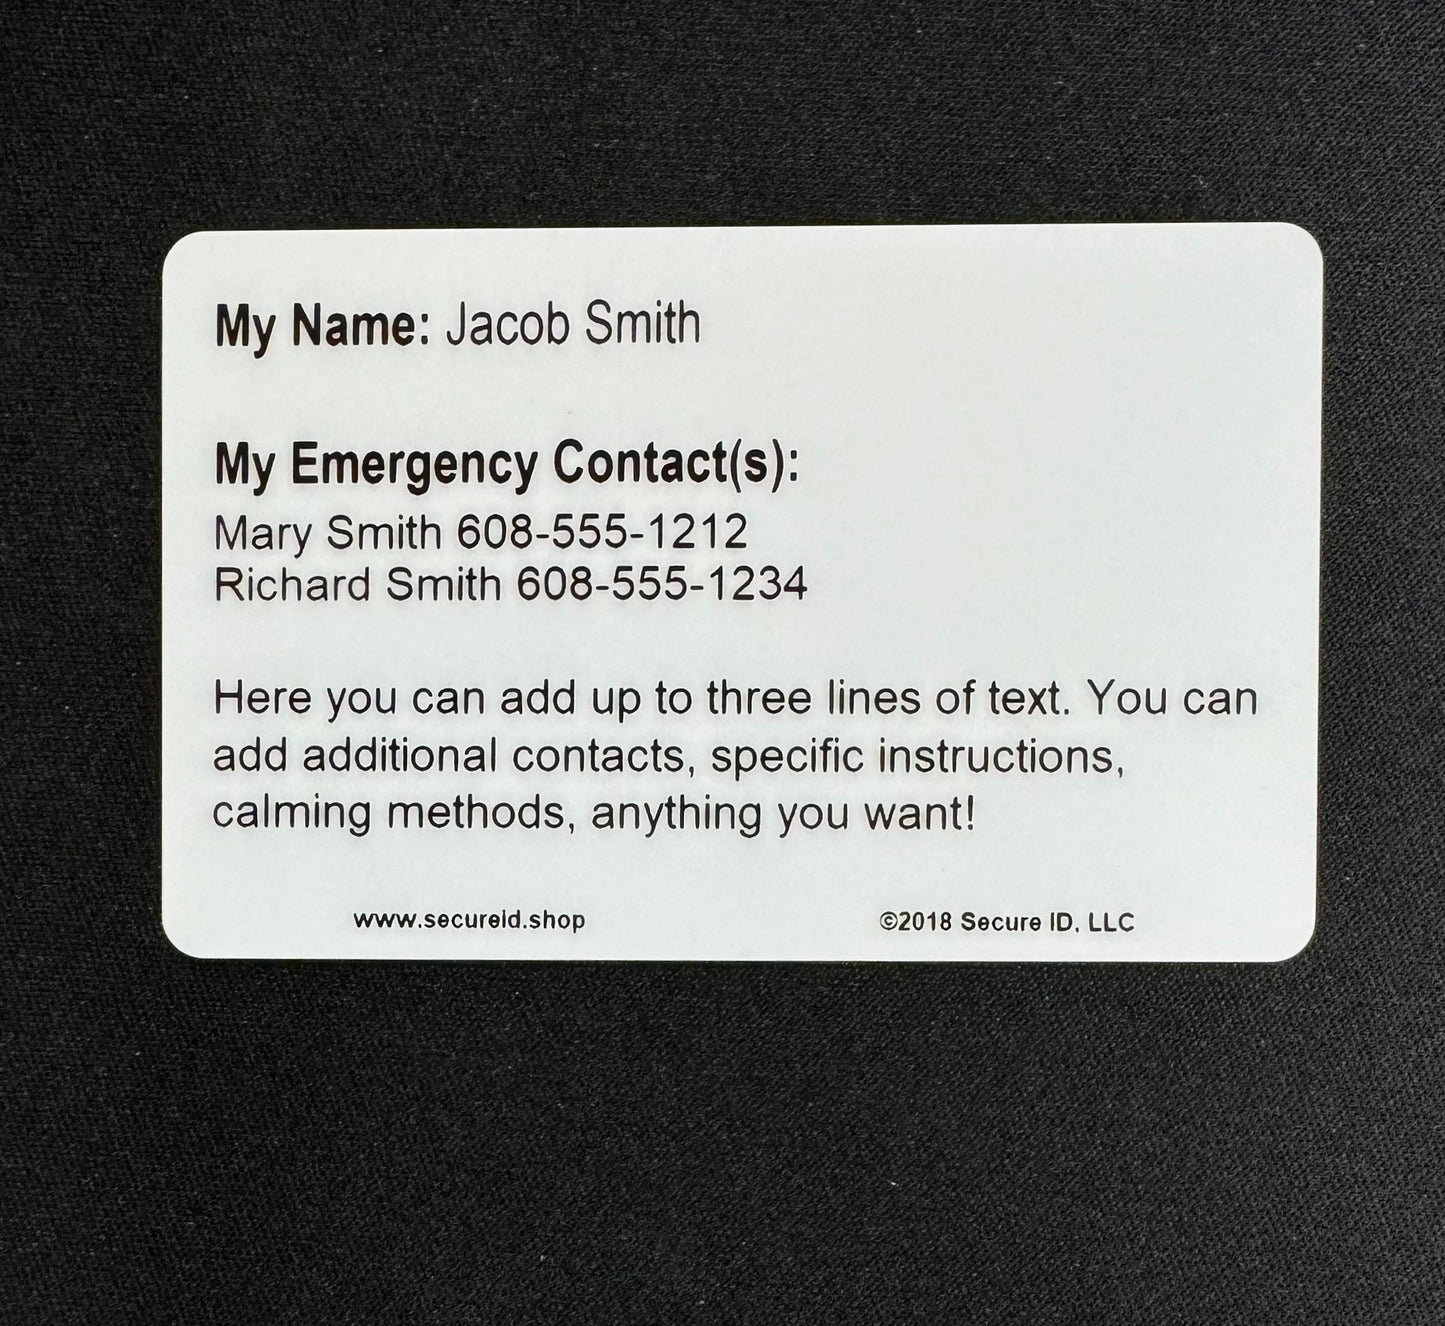 My Name: Jacob Smith
My Emergency Contact(s):
Mary Smith 608-555-1212
Richard Smith 608-555-1234
Here you can add up to three lines of text. You can
add additional contacts, specific instructions,
calming methods, anything you want!
www.secureid.shop
©2018 Secure ID, LLC